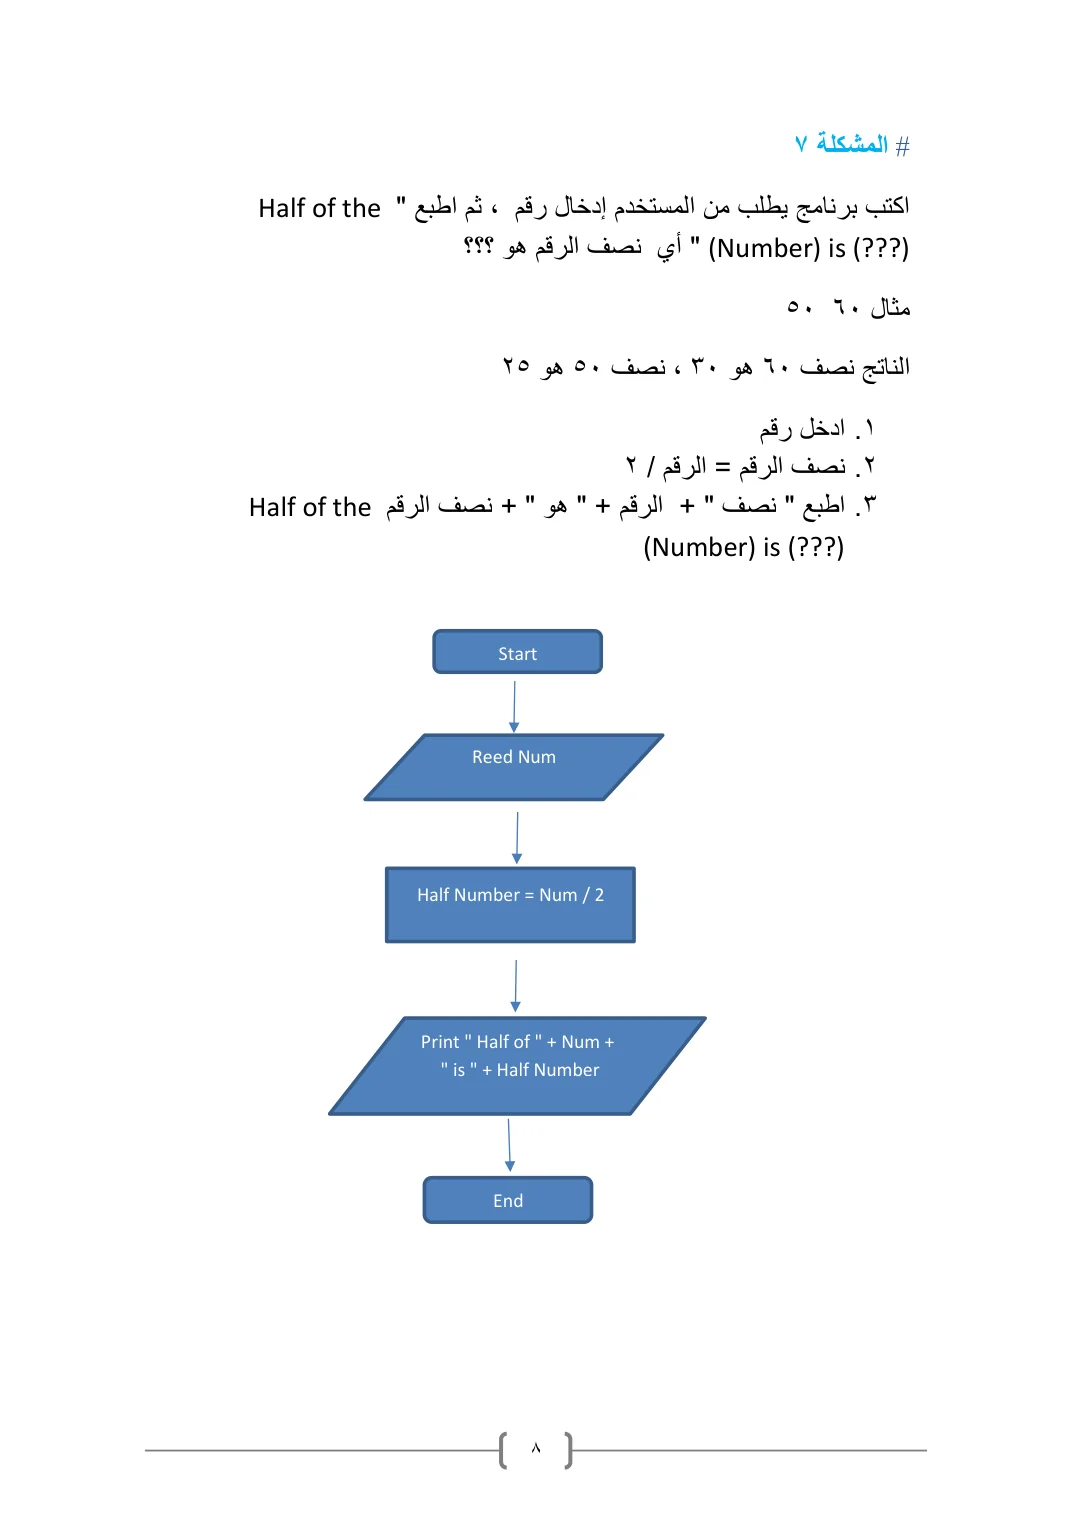 # المشكلة ٧
اكتب برنامج يطلب من المستخدم إدخال رقم ، ثم اطبع " Half of the
(Number) is (???) " أي نصف الرقم هو ؟؟؟
مثال ٦٠ ٥٠
الناتج نصف ٦٠ هو ٣٠ ، نصف ٥٠ هو ٢٥
١. ادخل رقم
٢. نصف الرقم = الرقم / ٢
٣. اطبع " نصف " + الرقم + " هو " + نصف الرقم Half of the
(Number) is (???)
Start
Reed Num
Half Number = Num / 2
Print " Half of " + Num +
" is " + Half Number
End
٨